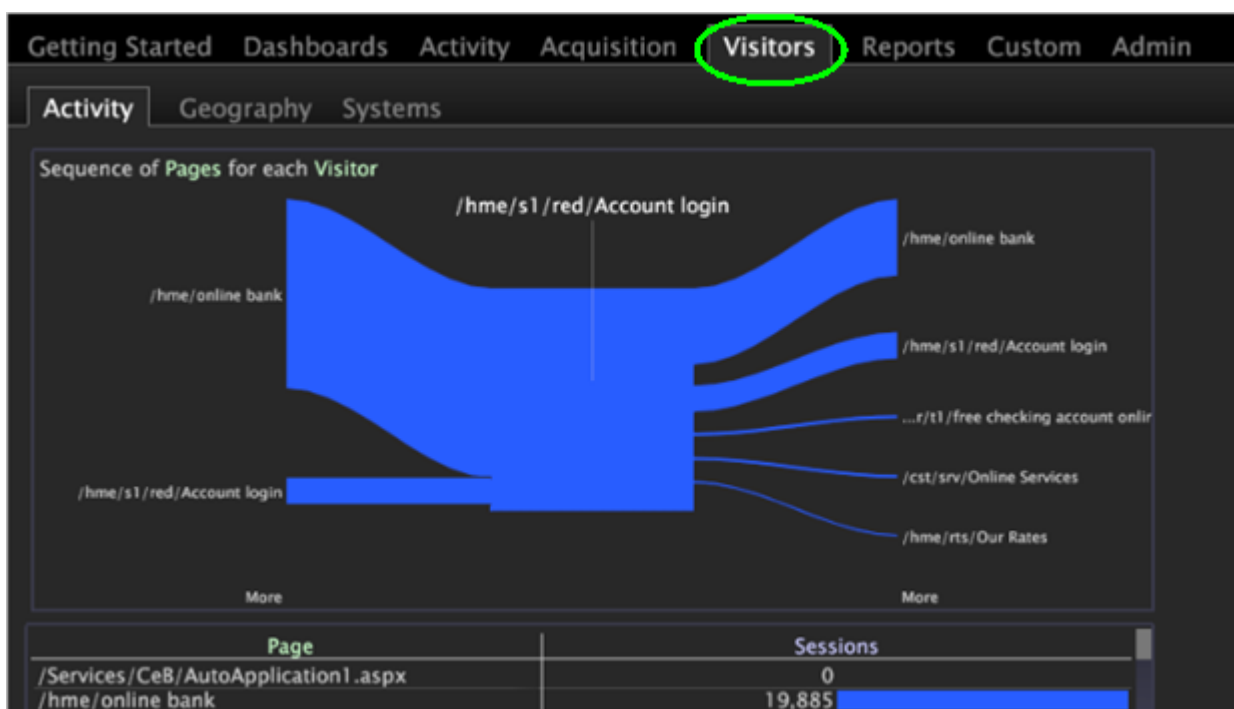 Getting Started Dashboards Activity Acquisition Visitors Reports Custom Admin
Activity Geography Systems
Sequence of Pages for each Visitor
/hme/s1/red/Account login
/hme/online bank
/hme/s1/red/Account login
More
/hme/online bank
/hme/s1/red/Account login
...r/t1/free checking account onlir
/cst/srv/Online Services
/hme/rts/Our Rates
More
Page Sessions
/Services/CeB/AutoApplication1.aspx 0
/hme/online bank 19,885